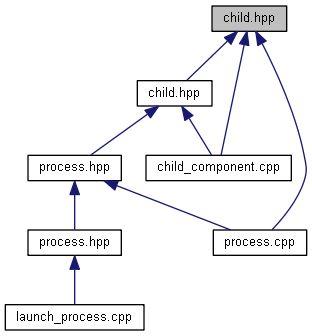 child.hpp
child.hpp
process.hpp
child_component.cpp
process.hpp
process.cpp
launch_process.cpp